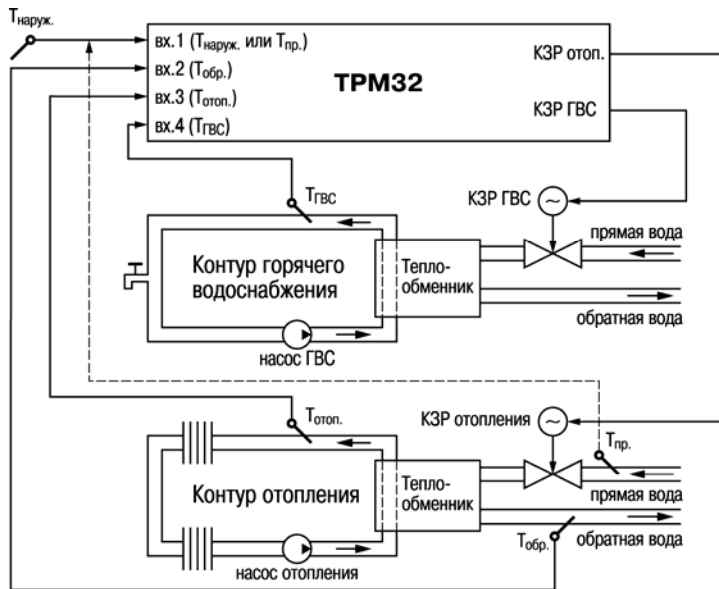 Тнаруж.
вх.1 (Тнаруж. или Тпр.)
вх.2 (Тобр.)
вх.3 (Тотоп.)
вх.4 (ТГВС)
ТРМ32
КЗР отоп.
КЗР ГВС
ТГВС
КЗР ГВС
~
прямая вода
Контур горячего
водоснабжения
Тепло-
обменник
обратная вода
насос ГВС
Тотоп.
КЗР отопления
~
Тпр.
Контур отопления
Тепло-
обменник
прямая вода
Тобр.
обратная вода
насос отопления